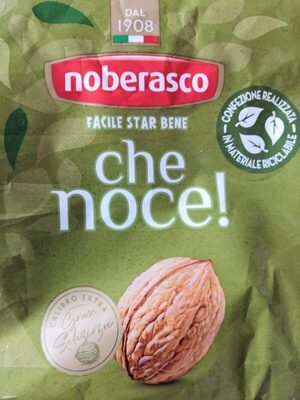 DAL
1908
noberasco
FACILE STAR BENE
CONFEZIONE REALIZZATA
IN MATERIALE RICICLABILE
che
noce!
CALIBRO EXTRA
Gran
Selezione